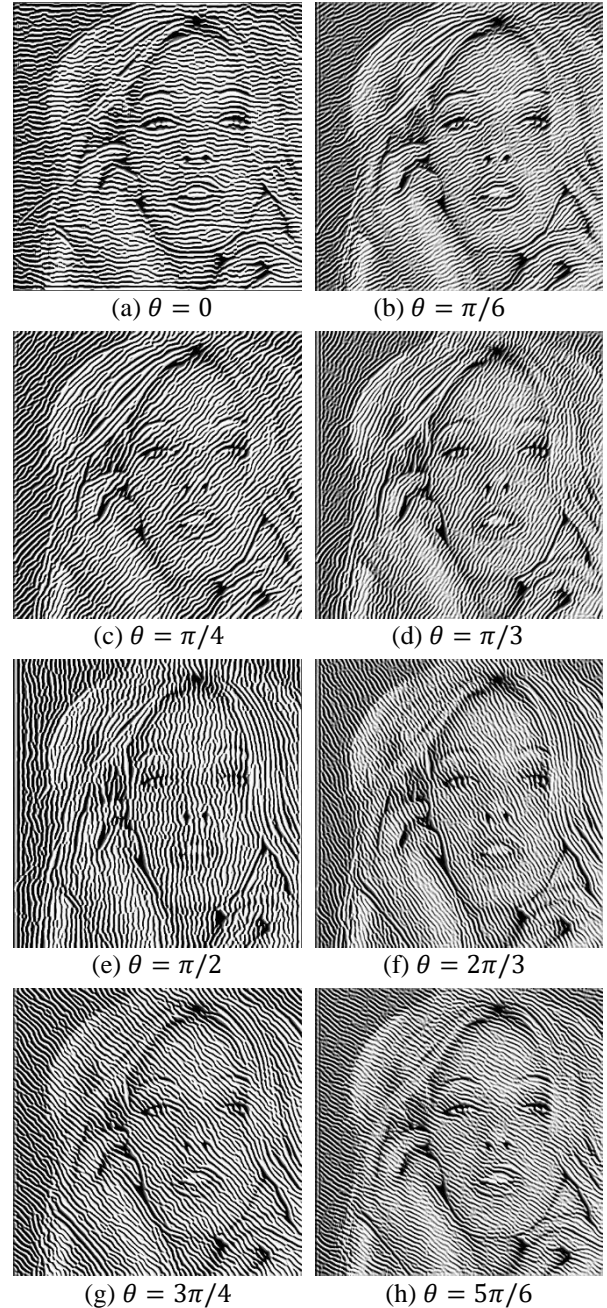 (a) θ = 0
(b) θ = π/6
(c) θ = π/4
(d) θ = π/3
(e) θ = π/2
(f) θ = 2π/3
(g) θ = 3π/4
(h) θ = 5π/6